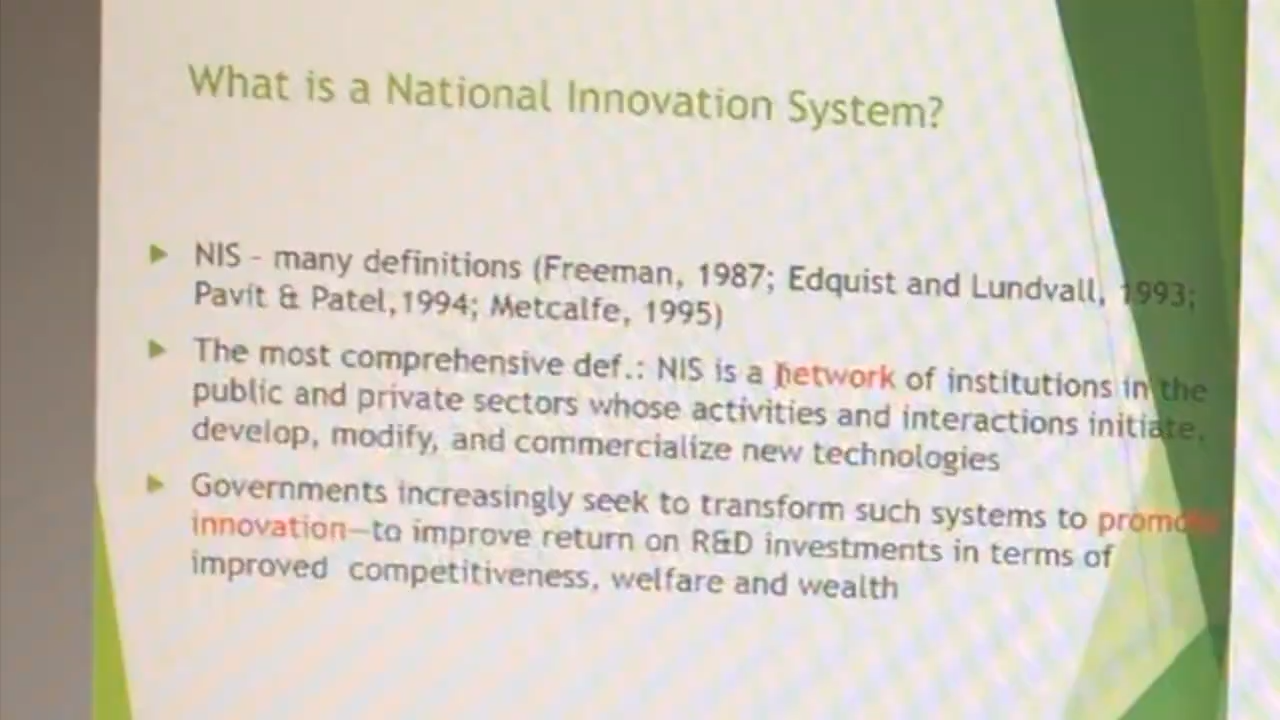 What is a National Innovation System?
NIS - many definitions (Freeman, 1987; Edquist and Lundvall, 1993;
Pavit & Patel,1994; Metcalfe, 1995)
The most comprehensive def.: NIS is a network of institutions in the
public and private sectors whose activities and interactions initiate,
develop, modify, and commercialize new technologies
Governments increasingly seek to transform such systems to promote
innovation—to improve return on R&D investments in terms of
improved competitiveness, welfare and wealth